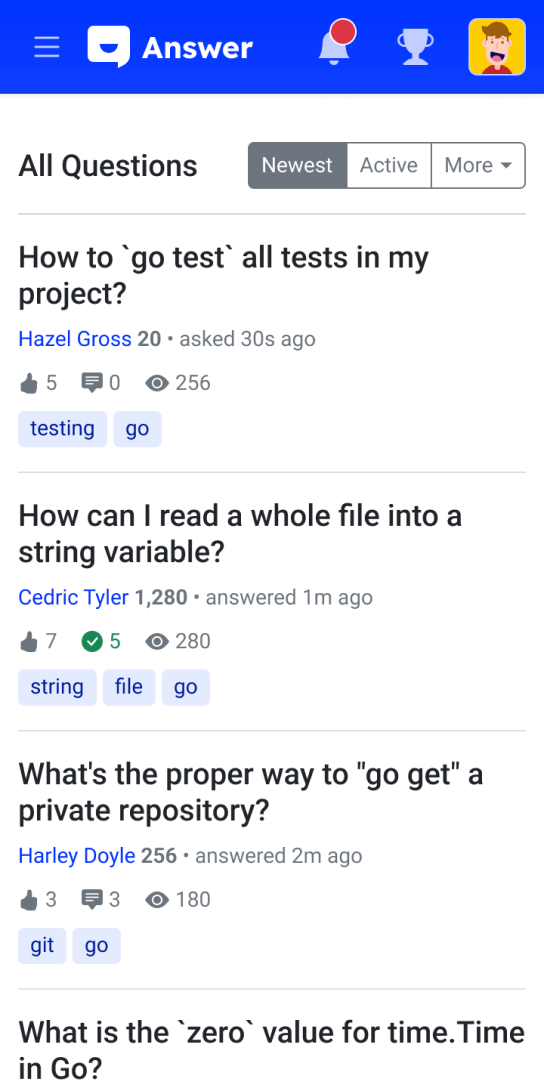 Answer
All Questions
Newest Active More
How to `go test` all tests in my
project?
Hazel Gross 20 • asked 30s ago
5 0 256
testing go
How can I read a whole file into a
string variable?
Cedric Tyler 1,280 • answered 1m ago
7 5 280
string file go
What's the proper way to "go get" a
private repository?
Harley Doyle 256 • answered 2m ago
3 3 180
git go
What is the `zero` value for time.Time
in Go?